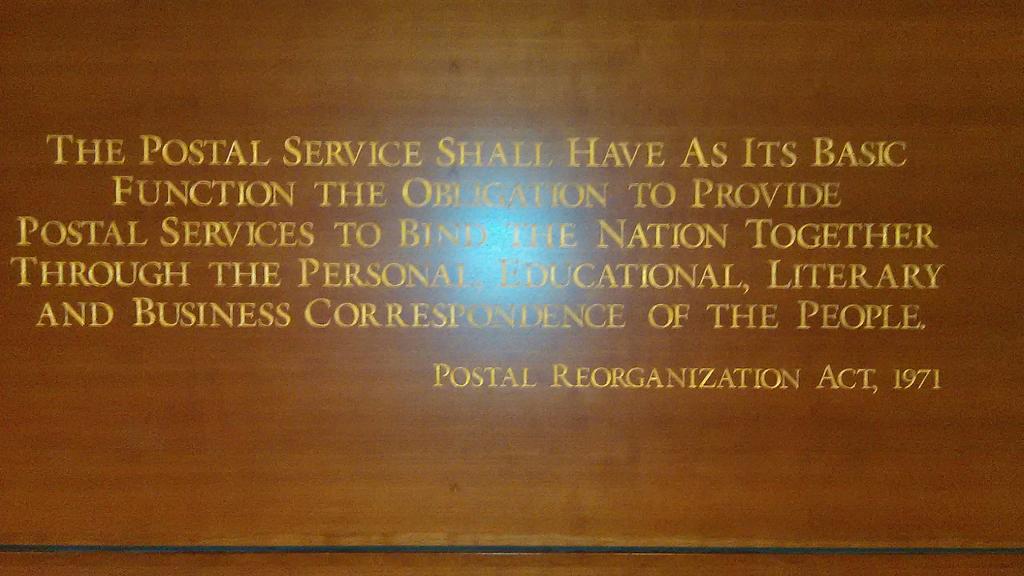 The Postal Service Shall Have As Its Basic
Function the Obligation to Provide
Postal Services to Bind the Nation Together
Through the Personal, Educational, Literary
and Business Correspondence of the People.
Postal Reorganization Act, 1971